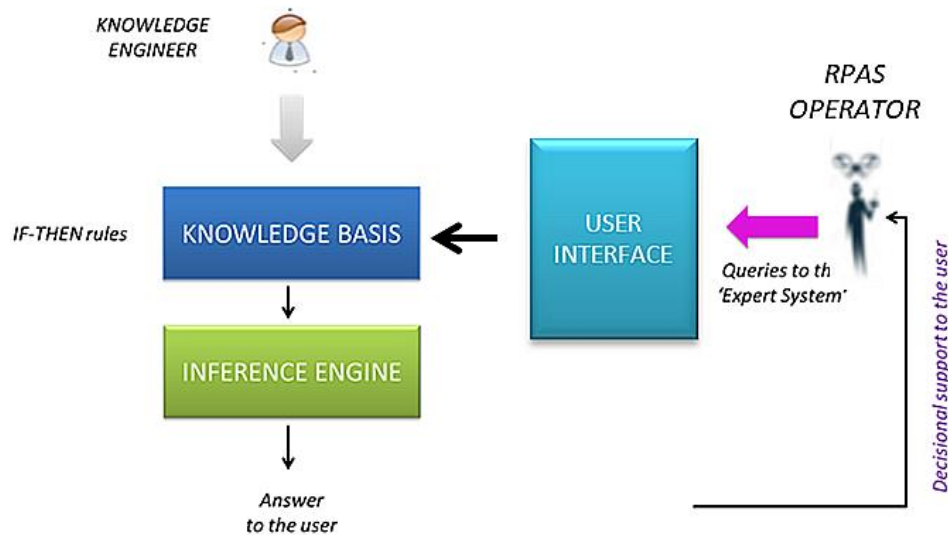 KNOWLEDGE
ENGINEER
RPAS
OPERATOR
IF-THEN rules
KNOWLEDGE BASIS
USER
INTERFACE
Queries to th
‘Expert System’
INFERENCE ENGINE
Answer
to the user
Decisional support to the user